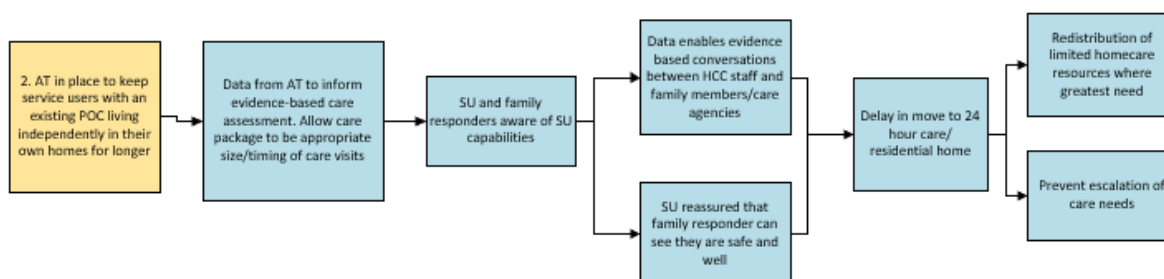 2. AT in place to keep
service users with an
existing POC living
independently in their
own homes for longer
Data from AT to inform
evidence-based care
assessment. Allow care
package to be appropriate
size/timing of care visits
SU and family
responders aware of SU
capabilities
Data enables evidence
based conversations
between HCC staff and
family members/care
agencies
SU reassured that
family responder can
see they are safe and
well
Delay in move to 24
hour care/
residential home
Redistribution of
limited homecare
resources where
greatest need
Prevent escalation of
care needs